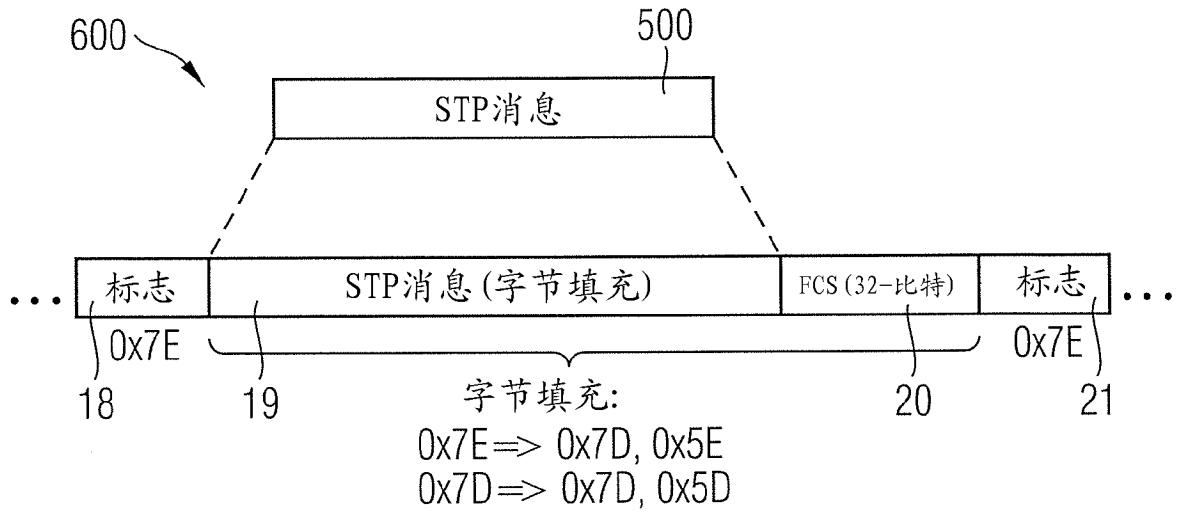 600
500
STP消息
... 标志 STP消息(字节填充) FCS(32-比特) 标志 ...
0x7E 0x7E
18 19 20 21
字节填充:
0x7E=> 0x7D, 0x5E
0x7D=> 0x7D, 0x5D